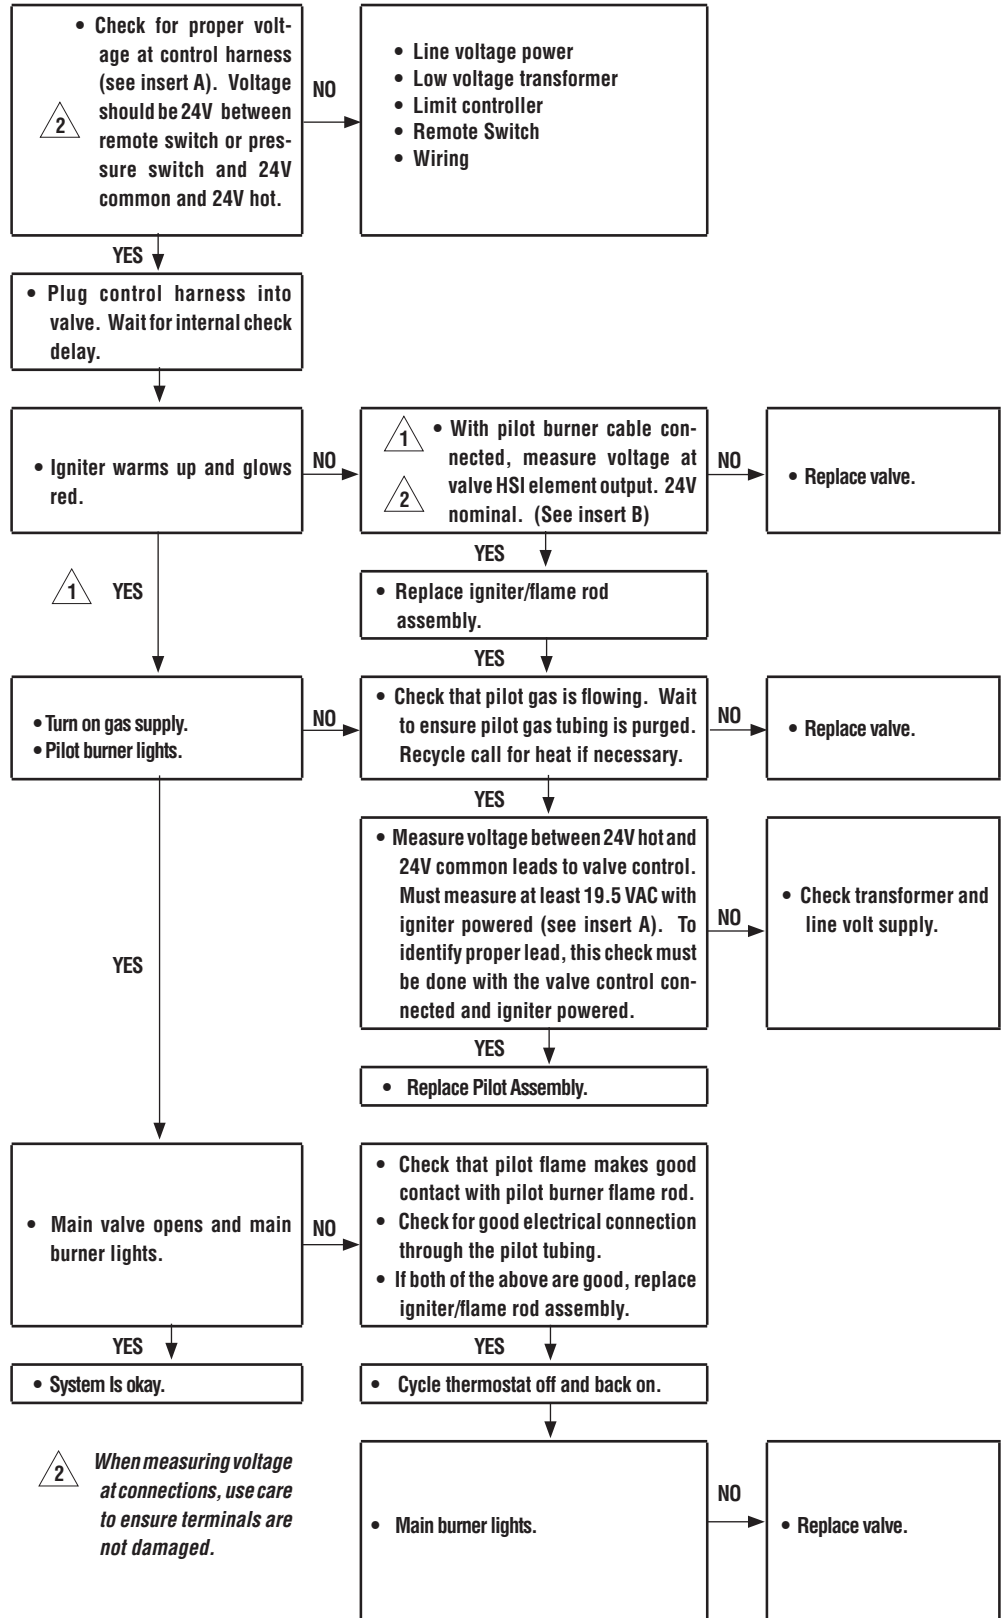 • Check for proper volt-
age at control harness
(see insert A). Voltage
should be 24V between
remote switch or pres-
sure switch and 24V
common and 24V hot.
2
NO
• Line voltage power
• Low voltage transformer
• Limit controller
• Remote Switch
• Wiring
YES
• Plug control harness into
valve. Wait for internal check
delay.
• Igniter warms up and glows
red.
NO
1
2
• With pilot burner cable con-
nected, measure voltage at
valve HSI element output. 24V
nominal. (See insert B)
NO
• Replace valve.
YES
• Replace igniter/flame rod
assembly.
1
YES
YES
• Turn on gas supply.
• Pilot burner lights.
NO
• Check that pilot gas is flowing. Wait
to ensure pilot gas tubing is purged.
Recycle call for heat if necessary.
NO
• Replace valve.
YES
• Measure voltage between 24V hot and
24V common leads to valve control.
Must measure at least 19.5 VAC with
igniter powered (see insert A). To
identify proper lead, this check must
be done with the valve control con-
nected and igniter powered.
NO
• Check transformer and
line volt supply.
YES
YES
• Replace Pilot Assembly.
• Main valve opens and main
burner lights.
NO
• Check that pilot flame makes good
contact with pilot burner flame rod.
• Check for good electrical connection
through the pilot tubing.
• If both of the above are good, replace
igniter/flame rod assembly.
YES
YES
• System Is okay.
• Cycle thermostat off and back on.
2
When measuring voltage
at connections, use care
to ensure terminals are
not damaged.
• Main burner lights.
NO
• Replace valve.